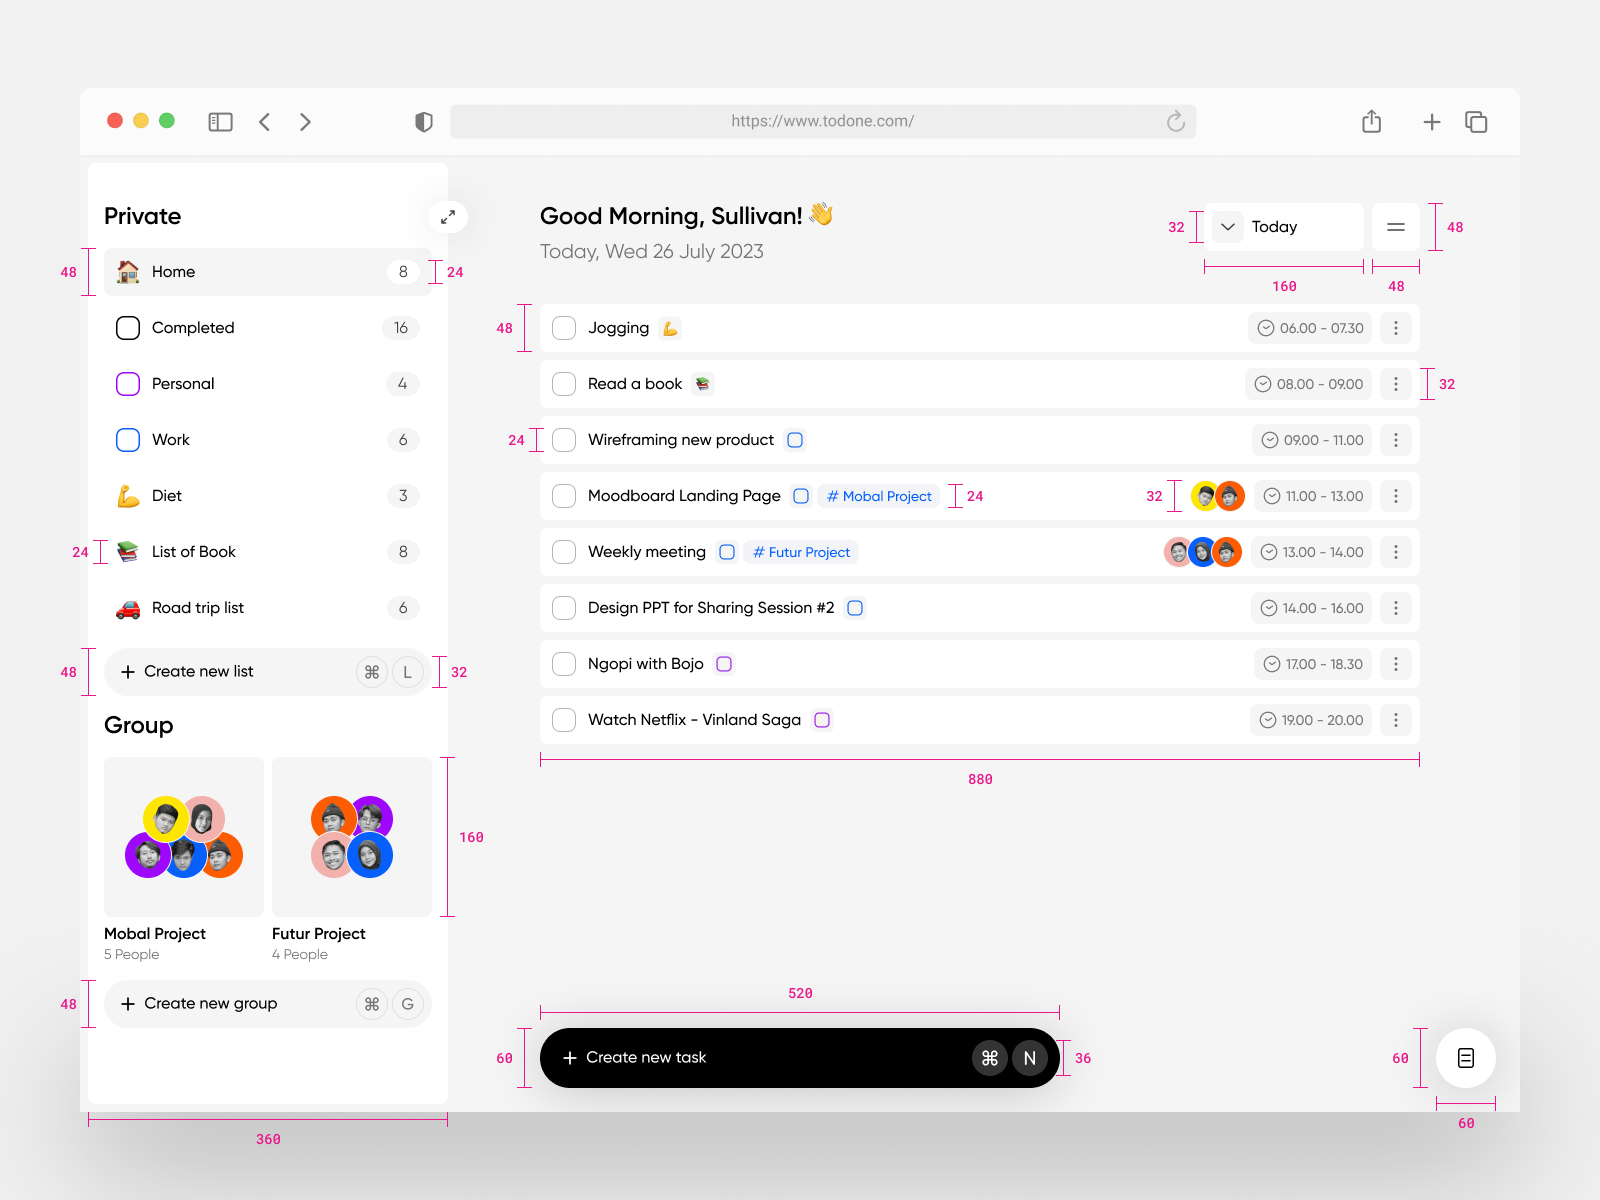 https://www.todone.com/
Private
48
Home
8
24
Completed
16
Personal
4
Work
6
Diet
3
24
List of Book
8
Road trip list
6
48
+ Create new list
⌘
L
32
Group
160
Mobal Project
5 People
Futur Project
4 People
48
+ Create new group
⌘
G
360
Good Morning, Sullivan! 👋
Today, Wed 26 July 2023
32
Today
48
160
48
48
Jogging
06.00 - 07.30
Read a book
08.00 - 09.00
32
24
Wireframing new product
09.00 - 11.00
Moodboard Landing Page
# Mobal Project
24
32
11.00 - 13.00
Weekly meeting
# Futur Project
13.00 - 14.00
Design PPT for Sharing Session #2
14.00 - 16.00
Ngopi with Bojo
17.00 - 18.30
Watch Netflix - Vinland Saga
19.00 - 20.00
880
520
60
+ Create new task
⌘
N
36
60
60